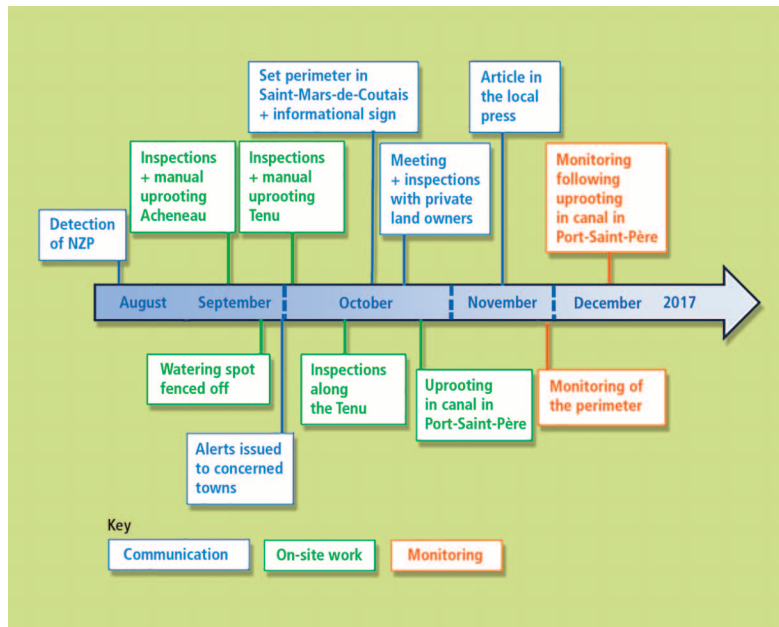 Set perimeter in
Saint-Mars-de-Coutais
+ informational sign
Article in
the local
press
Inspections
+ manual
uprooting
Acheneau
Inspections
+ manual
uprooting
Tenu
Meeting
+ inspections
with private
land owners
Monitoring
following
uprooting
in canal in
Port-Saint-Père
Detection
of NZP
August
September
October
November
December
2017
Watering spot
fenced off
Inspections
along
the Tenu
Uprooting
in canal in
Port-Saint-Père
Monitoring of
the perimeter
Alerts issued
to concerned
towns
Key
Communication
On-site work
Monitoring